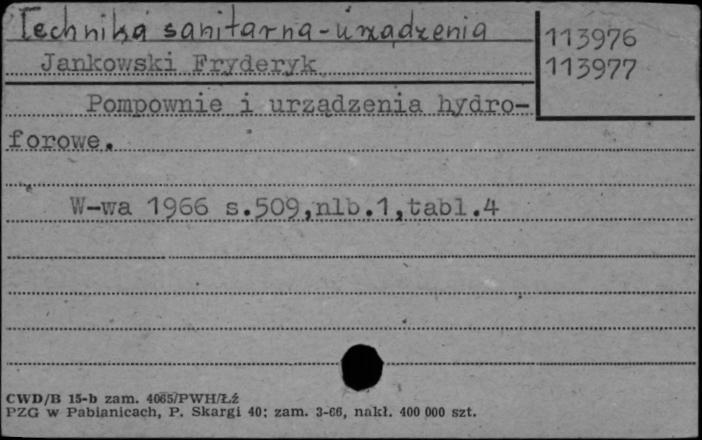 Technika sanitarna-urządzenia
113976
Jankowski Fryderyk
113977
Pompownie i urządzenia hydro-
forowe.
W-wa 1966 s.509,nlb.1,tabl.4
CWD/B 15-b zam. 4065/PWH/Łź
PZG w Pabianicach, P. Skargi 40; zam. 3-66, nakł. 400 000 szt.